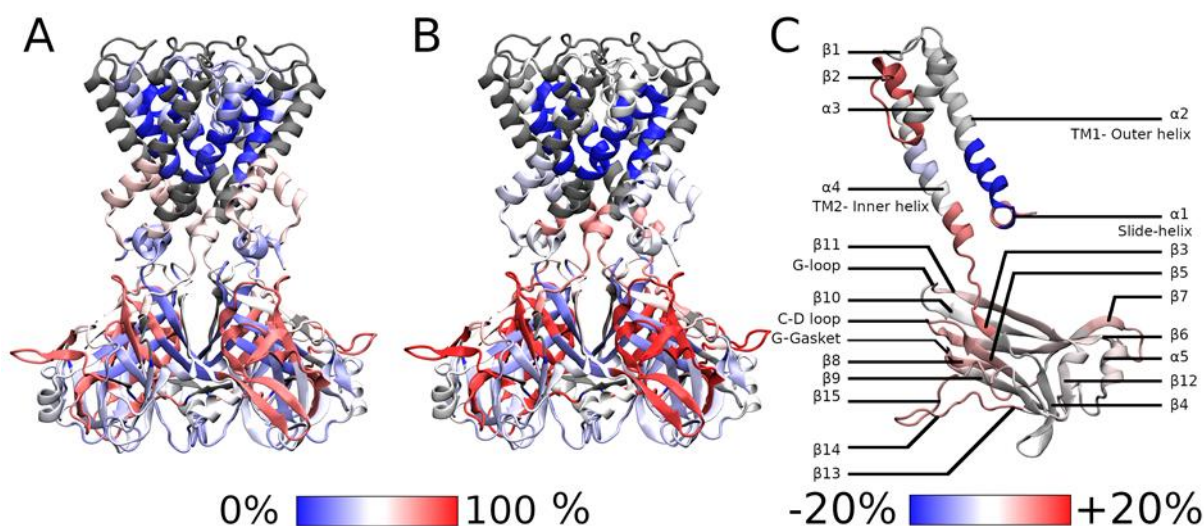 A
B
C
β1
β2
α3
α2
TM1- Outer helix
α4
TM2- Inner helix
α1
Slide-helix
β11
G-loop
β10
C-D loop
G-Gasket
β8
β9
β15
β14
β13
β3
β5
β7
β6
α5
β12
β4
0%
100 %
-20%
+20%